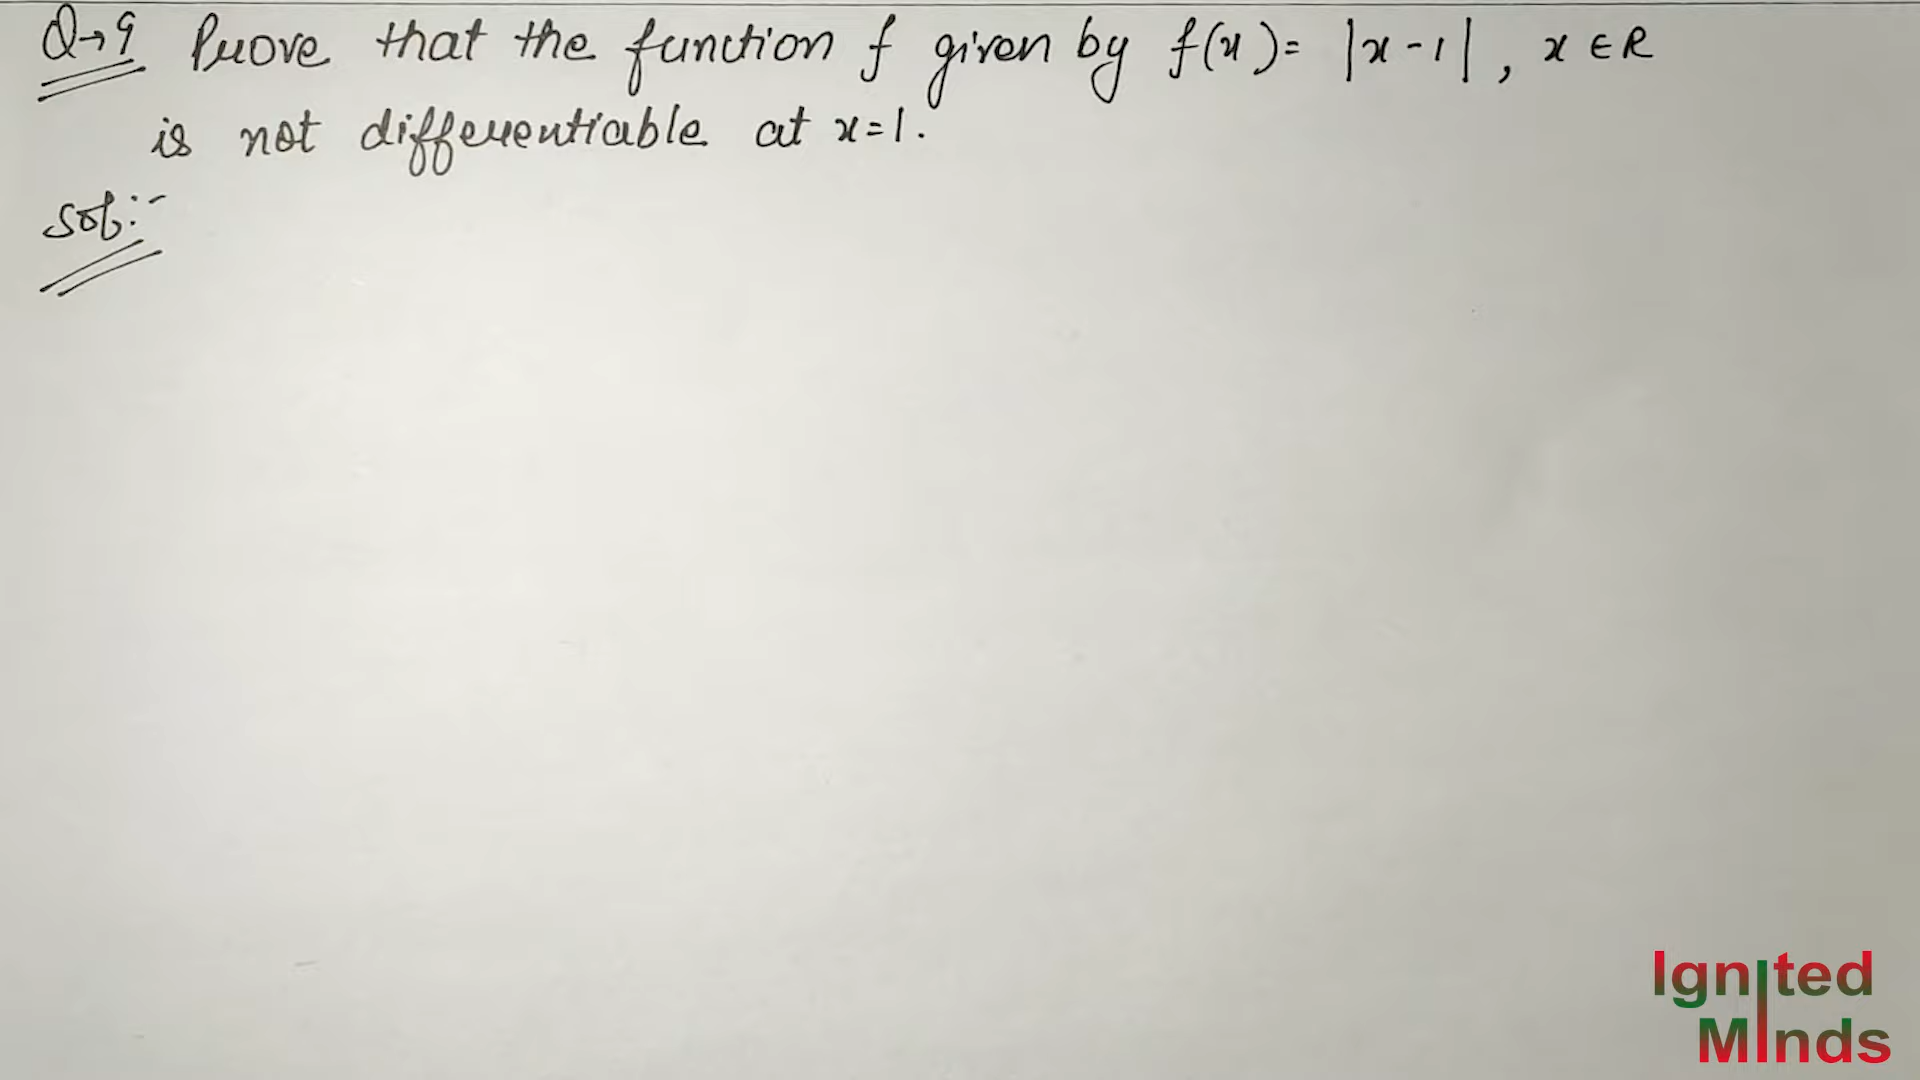 Q→9 Prove that the function f given by f(x)= |x-1|, x ∈ R
is not differentiable at x=1.
Sol:-
Ignited
Minds